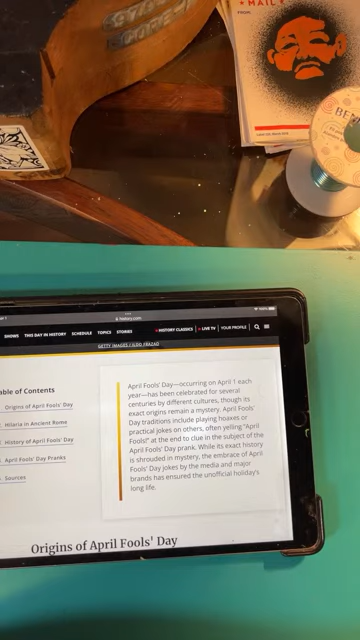 MAIL
FROM:
history.com
SHOWS THIS DAY IN HISTORY SCHEDULE TOPICS STORIES HISTORY CLASSICS LIVE TV YOUR PROFILE
GETTY IMAGES / ILDO FRAZAO
able of Contents
Origins of April Fools' Day
Hilaria in Ancient Rome
History of April Fools' Day
April Fools' Day Pranks
Sources
April Fools' Day—occurring on April 1 each
year—has been celebrated for several
centuries by different cultures, though its
exact origins remain a mystery. April Fools'
Day traditions include playing hoaxes or
practical jokes on others, often yelling "April
Fools!" at the end to clue in the subject of the
April Fools' Day prank. While its exact history
is shrouded in mystery, the embrace of April
Fools' Day jokes by the media and major
brands has ensured the unofficial holiday's
long life.
Origins of April Fools' Day